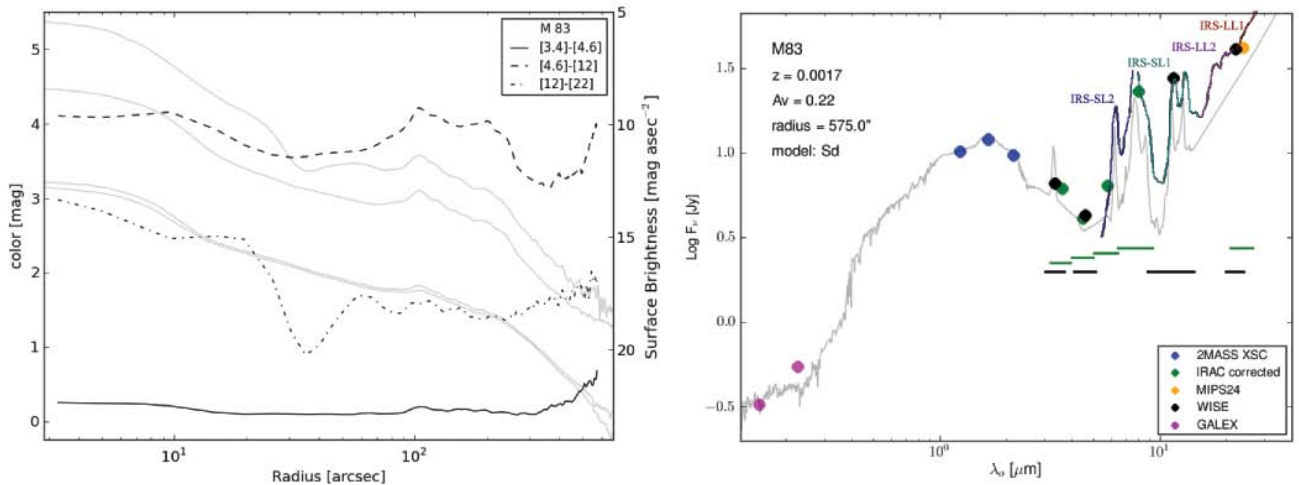 M 83
[3.4]-[4.6]
[4.6]-[12]
[12]-[22]
color [mag]
5
4
3
2
1
0
10¹
10²
Radius [arcsec]
5
10
15
20
Surface Brightness [mag asec⁻²]
M83
z = 0.0017
Av = 0.22
radius = 575.0"
model: Sd
IRS-SL2
IRS-SL1
IRS-LL2
IRS-LL1
Log Fᵥ [Jy]
1.5
1.0
0.5
0.0
−0.5
10⁰
10¹
λₒ [μm]
2MASS XSC
IRAC corrected
MIPS24
WISE
GALEX